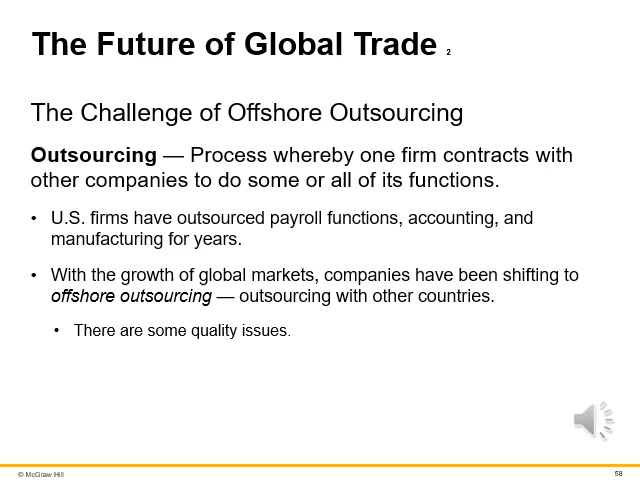 The Future of Global Trade 2
The Challenge of Offshore Outsourcing
Outsourcing — Process whereby one firm contracts with
other companies to do some or all of its functions.
• U.S. firms have outsourced payroll functions, accounting, and
manufacturing for years.
• With the growth of global markets, companies have been shifting to
offshore outsourcing — outsourcing with other countries.
• There are some quality issues.
© McGraw Hill
58